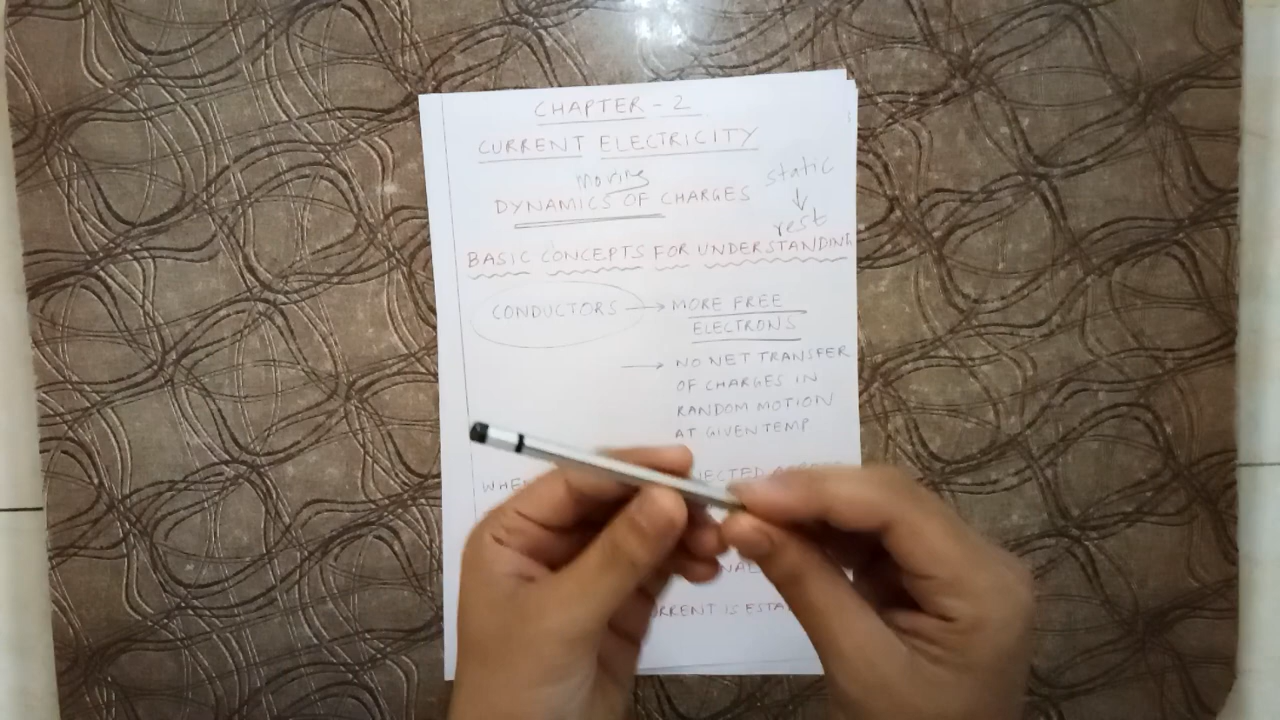 CHAPTER - 2
CURRENT ELECTRICITY
Moving
static
DYNAMICS OF CHARGES
rest
BASIC CONCEPTS FOR UNDERSTANDING
CONDUCTORS → MORE FREE
ELECTRONS
→ NO NET TRANSFER
OF CHARGES IN
RANDOM MOTION
AT GIVEN TEMP
IS